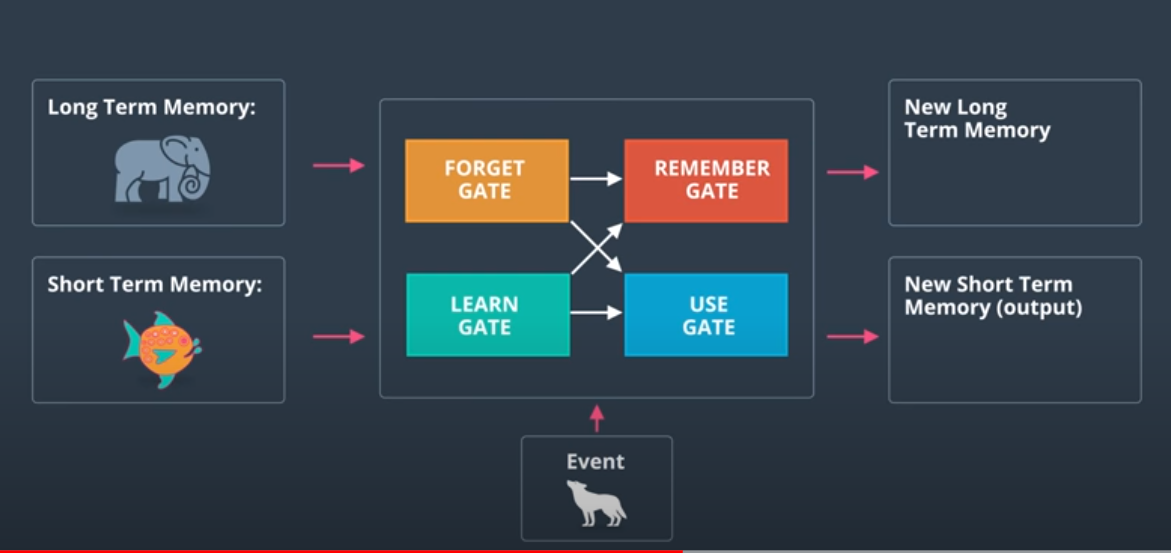 Long Term Memory:
Short Term Memory:
FORGET
GATE
REMEMBER
GATE
LEARN
GATE
USE
GATE
Event
New Long
Term Memory
New Short Term
Memory (output)